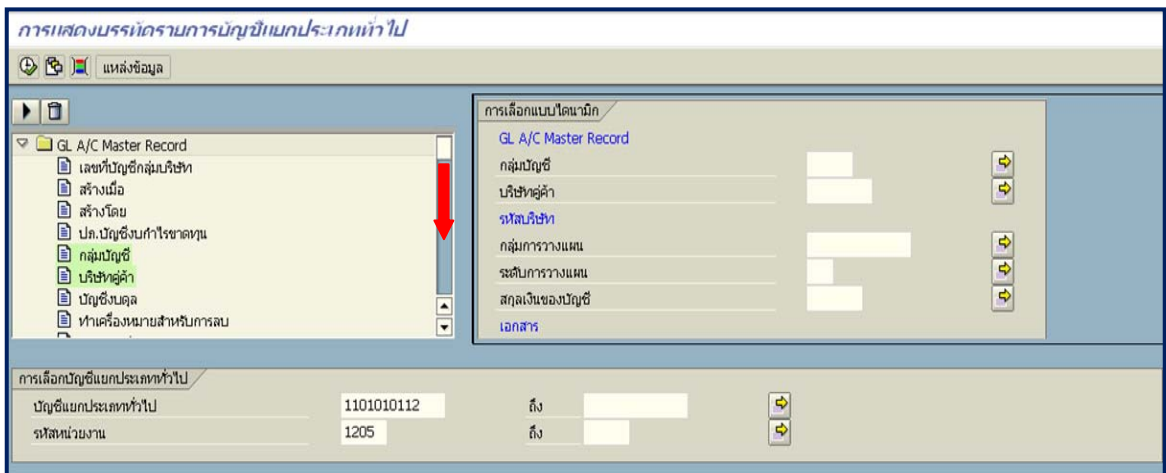 การแสดงบรรทัดรายการบัญชีแยกประเภททั่วไป
แหล่งข้อมูล
GL A/C Master Record
เลขที่บัญชีกลุ่มบริษัท
สร้างเมื่อ
สร้างโดย
ปภ.บัญชีงบกำไรขาดทุน
กลุ่มบัญชี
บริษัทคู่ค้า
บัญชีงบดุล
ทำเครื่องหมายสำหรับการลบ
การเลือกแบบไดนามิก
GL A/C Master Record
กลุ่มบัญชี
บริษัทคู่ค้า
รหัสบริษัท
กลุ่มการวางแผน
ระดับการวางแผน
สกุลเงินของบัญชี
เอกสาร
การเลือกบัญชีแยกประเภททั่วไป
บัญชีแยกประเภททั่วไป 1101010112 ถึง
รหัสหน่วยงาน 1205 ถึง